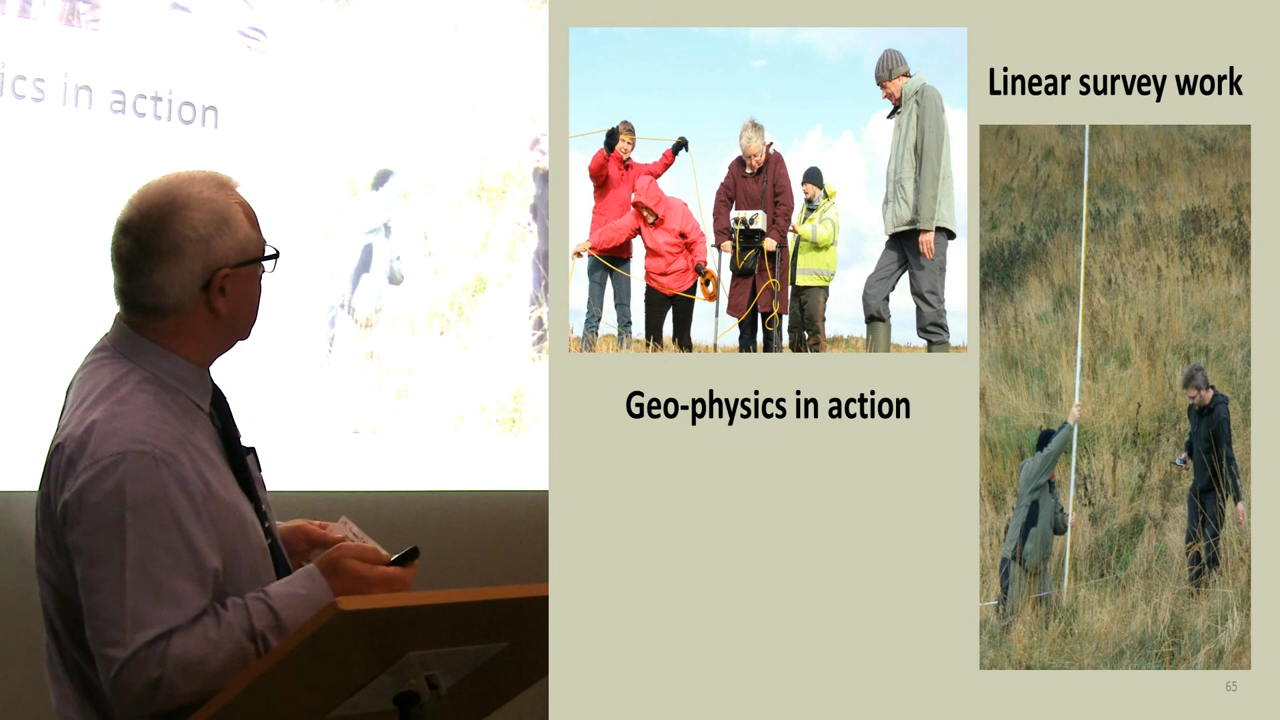 ics in action
Linear survey work
Geo-physics in action
65